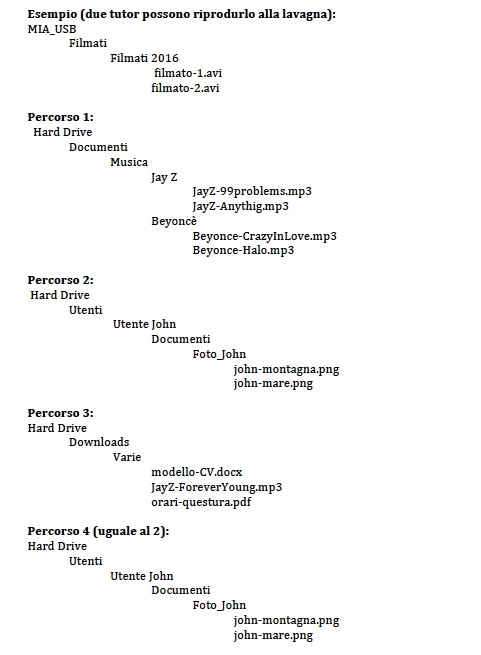 Esempio (due tutor possono riprodurlo alla lavagna):
MIA_USB
Filmati
Filmati 2016
filmato-1.avi
filmato-2.avi
Percorso 1:
Hard Drive
Documenti
Musica
Jay Z
JayZ-99problems.mp3
JayZ-Anythig.mp3
Beyoncè
Beyonce-CrazyInLove.mp3
Beyonce-Halo.mp3
Percorso 2:
Hard Drive
Utenti
Utente John
Documenti
Foto_John
john-montagna.png
john-mare.png
Percorso 3:
Hard Drive
Downloads
Varie
modello-CV.docx
JayZ-ForeverYoung.mp3
orari-questura.pdf
Percorso 4 (uguale al 2):
Hard Drive
Utenti
Utente John
Documenti
Foto_John
john-montagna.png
john-mare.png